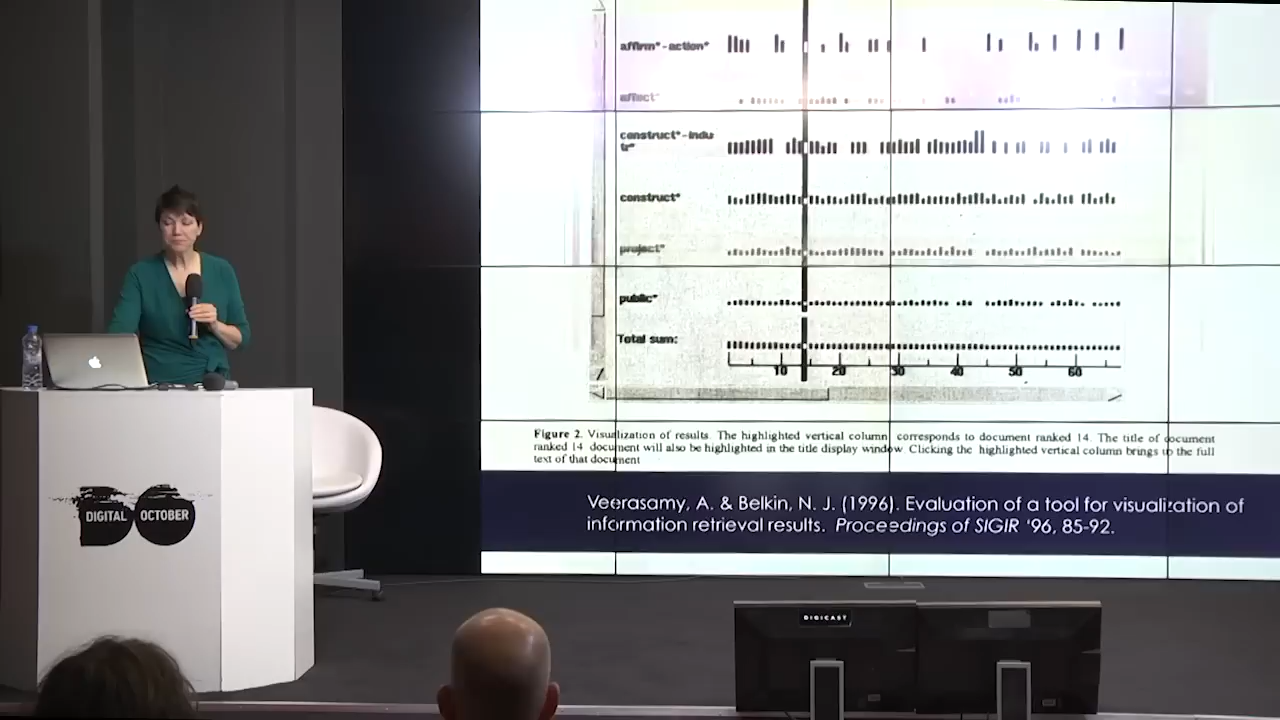 affirm*-action*
affect*
construct*-indu
tr*
construct*
project*
public*
Total sum:
10 20 30 40 50 60
Figure 2. Visualization of results. The highlighted vertical column corresponds to document ranked 14. The title of document
ranked 14 document will also be highlighted in the title display window. Clicking the highlighted vertical column brings up the full
text of that document
Veerasamy, A. & Belkin, N. J. (1996). Evaluation of a tool for visualization of
information retrieval results. Proceedings of SIGIR '96, 85-92.
DIGITAL OCTOBER
DIGICAST